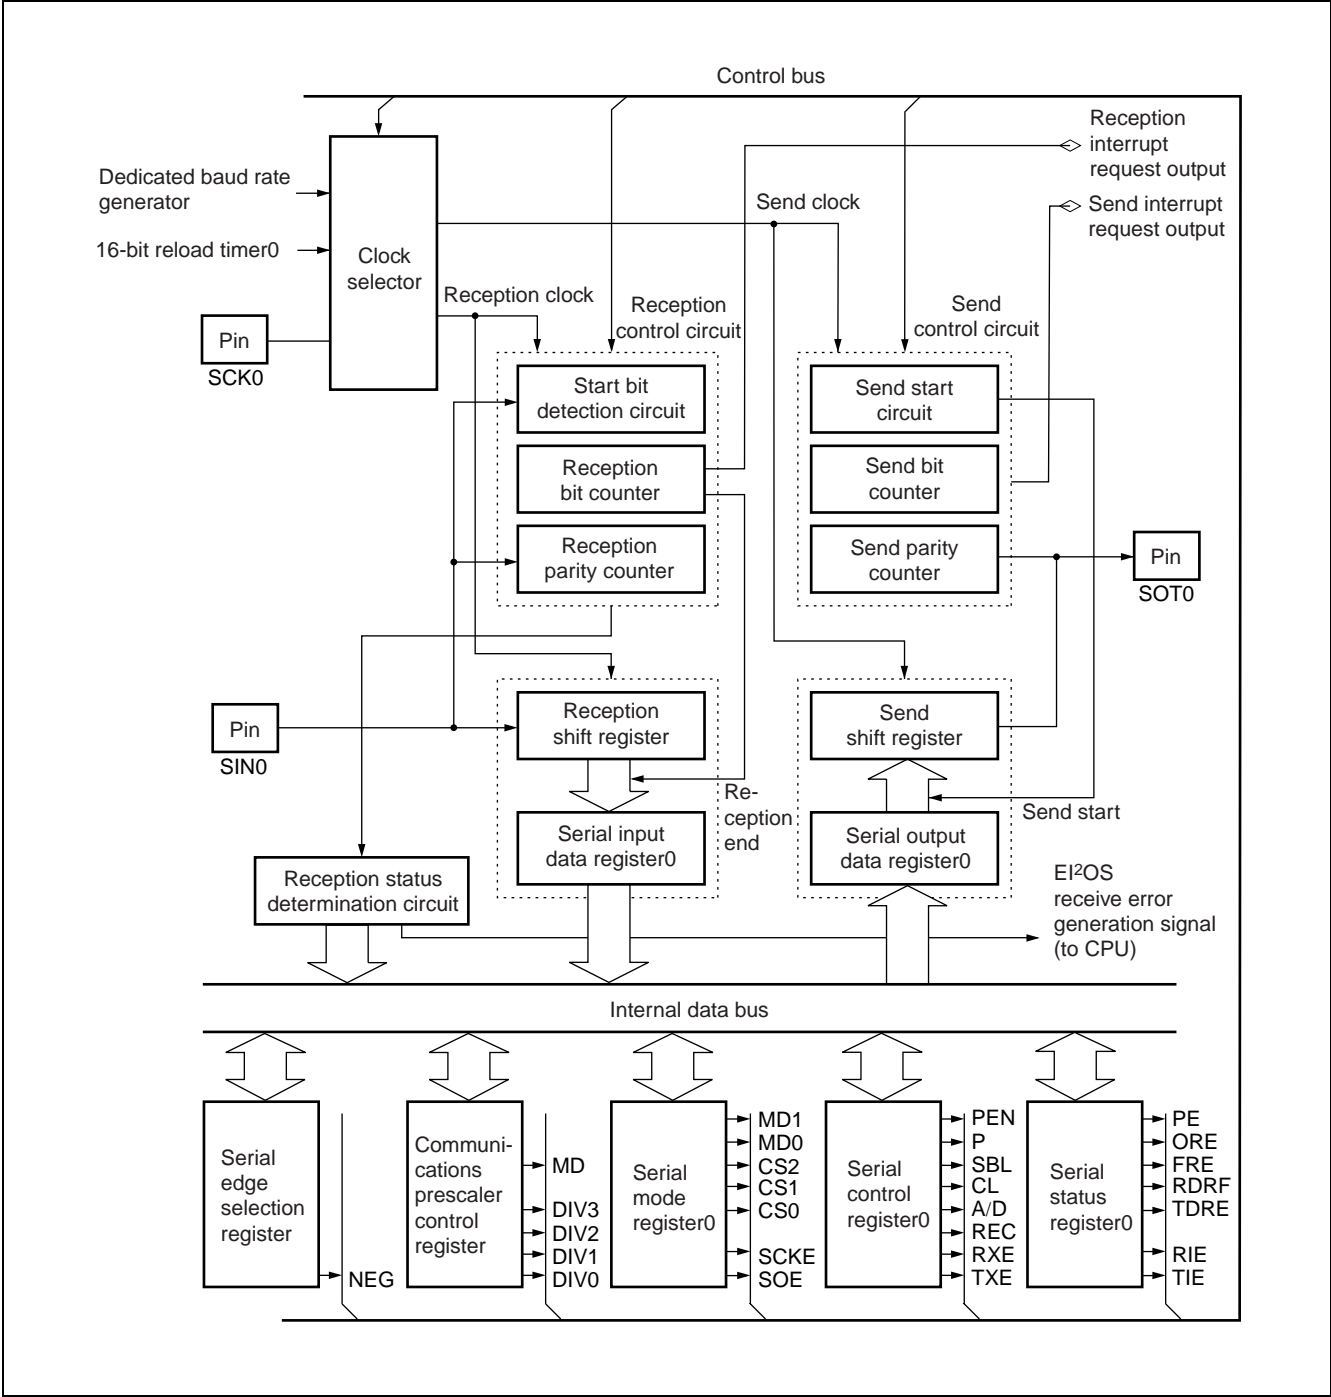 Control bus
Reception
interrupt
request output
Dedicated baud rate
generator
Send clock
Send interrupt
request output
16-bit reload timer0
Clock
selector
Reception clock
Reception
control circuit
Send
control circuit
Pin
SCK0
Start bit
detection circuit
Send start
circuit
Reception
bit counter
Send bit
counter
Reception
parity counter
Send parity
counter
Pin
SOT0
Pin
SIN0
Reception
shift register
Send
shift register
Re-
ception
end
Send start
Serial input
data register0
Serial output
data register0
Reception status
determination circuit
EI2OS
receive error
generation signal
(to CPU)
Internal data bus
Serial
edge
selection
register
NEG
Communi-
cations
prescaler
control
register
MD
DIV3
DIV2
DIV1
DIV0
Serial
mode
register0
MD1
MD0
CS2
CS1
CS0
SCKE
SOE
Serial
control
register0
PEN
P
SBL
CL
A/D
REC
RXE
TXE
Serial
status
register0
PE
ORE
FRE
RDRF
TDRE
RIE
TIE